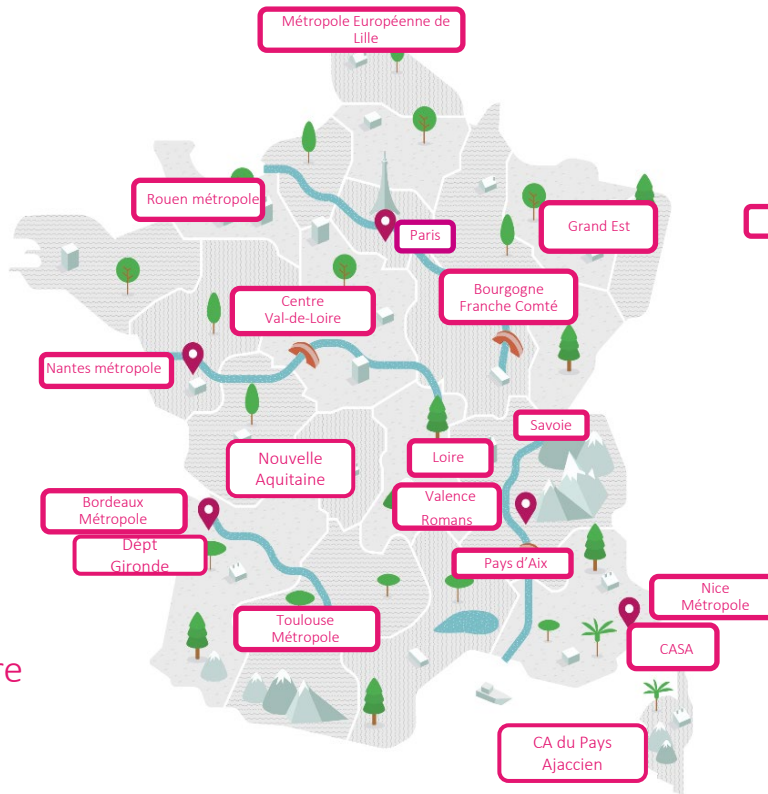 Métropole Européenne de
Lille
Rouen métropole
Grand Est
Paris
Bourgogne
Franche Comté
Centre
Val-de-Loire
Nantes métropole
Savoie
Loire
Nouvelle
Aquitaine
Valence
Romans
Bordeaux
Métropole
Dépt
Gironde
Pays d’Aix
Nice
Métropole
Toulouse
Métropole
CASA
re
CA du Pays
Ajaccien